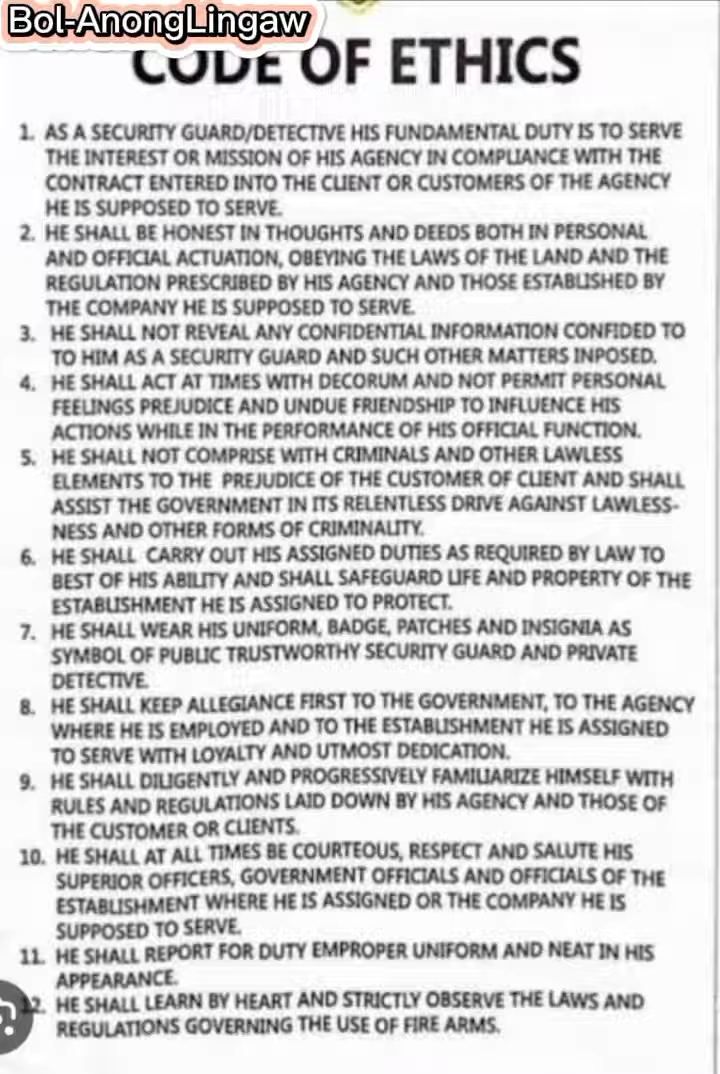 Bol-AnongLingaw
CODE OF ETHICS
1. AS A SECURITY GUARD/DETECTIVE HIS FUNDAMENTAL DUTY IS TO SERVE
THE INTEREST OR MISSION OF HIS AGENCY IN COMPLIANCE WITH THE
CONTRACT ENTERED INTO THE CLIENT OR CUSTOMERS OF THE AGENCY
HE IS SUPPOSED TO SERVE.
2. HE SHALL BE HONEST IN THOUGHTS AND DEEDS BOTH IN PERSONAL
AND OFFICIAL ACTUATION, OBEYING THE LAWS OF THE LAND AND THE
REGULATION PRESCRIBED BY HIS AGENCY AND THOSE ESTABLISHED BY
THE COMPANY HE IS SUPPOSED TO SERVE.
3. HE SHALL NOT REVEAL ANY CONFIDENTIAL INFORMATION CONFIDED TO
TO HIM AS A SECURITY GUARD AND SUCH OTHER MATTERS INPOSED.
4. HE SHALL ACT AT TIMES WITH DECORUM AND NOT PERMIT PERSONAL
FEELINGS PREJUDICE AND UNDUE FRIENDSHIP TO INFLUENCE HIS
ACTIONS WHILE IN THE PERFORMANCE OF HIS OFFICIAL FUNCTION.
5. HE SHALL NOT COMPRISE WITH CRIMINALS AND OTHER LAWLESS
ELEMENTS TO THE PREJUDICE OF THE CUSTOMER OF CLIENT AND SHALL
ASSIST THE GOVERNMENT IN ITS RELENTLESS DRIVE AGAINST LAWLESS-
NESS AND OTHER FORMS OF CRIMINALITY.
6. HE SHALL CARRY OUT HIS ASSIGNED DUTIES AS REQUIRED BY LAW TO
BEST OF HIS ABILITY AND SHALL SAFEGUARD LIFE AND PROPERTY OF THE
ESTABLISHMENT HE IS ASSIGNED TO PROTECT.
7. HE SHALL WEAR HIS UNIFORM, BADGE, PATCHES AND INSIGNIA AS
SYMBOL OF PUBLIC TRUSTWORTHY SECURITY GUARD AND PRIVATE
DETECTIVE.
8. HE SHALL KEEP ALLEGIANCE FIRST TO THE GOVERNMENT, TO THE AGENCY
WHERE HE IS EMPLOYED AND TO THE ESTABLISHMENT HE IS ASSIGNED
TO SERVE WITH LOYALTY AND UTMOST DEDICATION.
9. HE SHALL DILIGENTLY AND PROGRESSIVELY FAMILIARIZE HIMSELF WITH
RULES AND REGULATIONS LAID DOWN BY HIS AGENCY AND THOSE OF
THE CUSTOMER OR CLIENTS.
10. HE SHALL AT ALL TIMES BE COURTEOUS, RESPECT AND SALUTE HIS
SUPERIOR OFFICERS, GOVERNMENT OFFICIALS AND OFFICIALS OF THE
ESTABLISHMENT WHERE HE IS ASSIGNED OR THE COMPANY HE IS
SUPPOSED TO SERVE.
11. HE SHALL REPORT FOR DUTY EMPROPER UNIFORM AND NEAT IN HIS
APPEARANCE.
12. HE SHALL LEARN BY HEART AND STRICTLY OBSERVE THE LAWS AND
REGULATIONS GOVERNING THE USE OF FIRE ARMS.